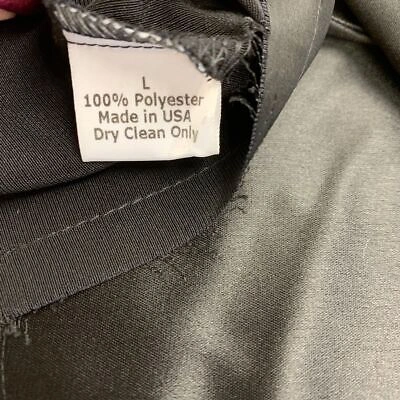 L
100% Polyester
Made in USA
Dry Clean Only